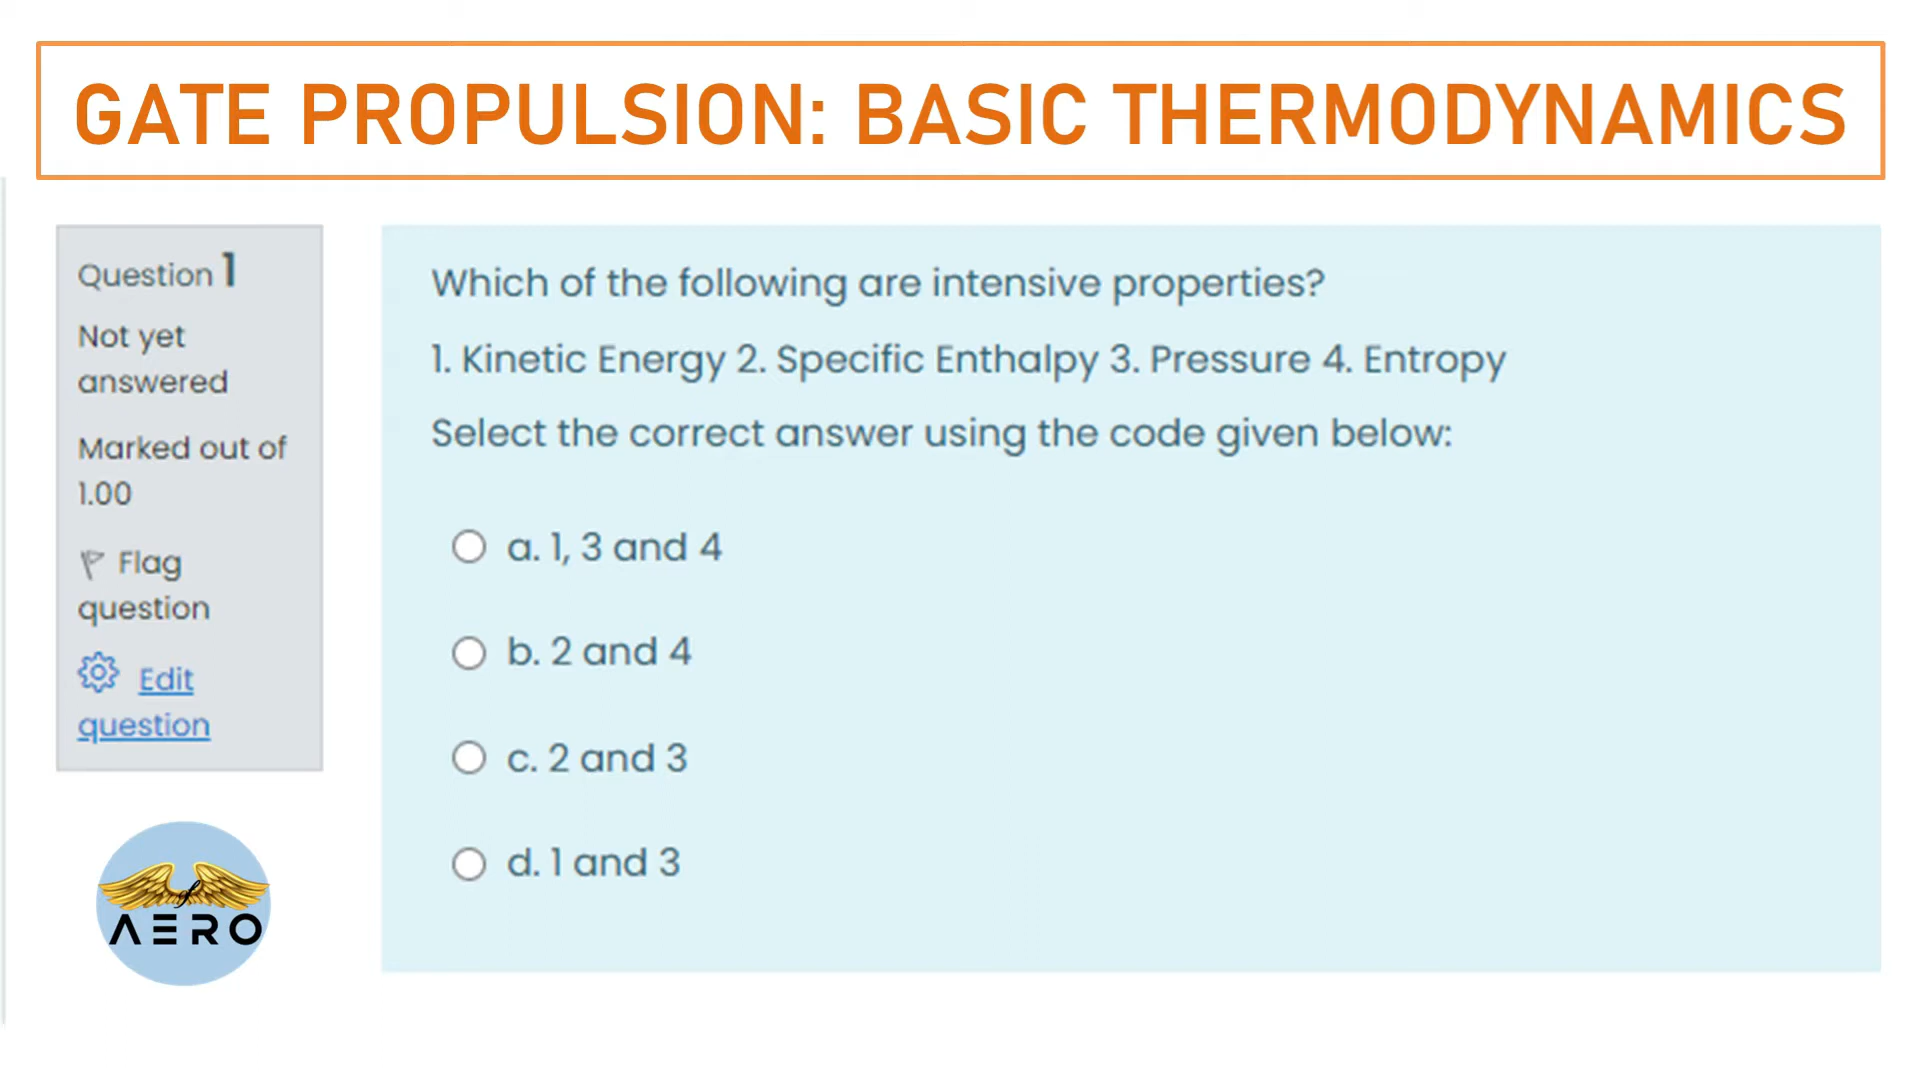 GATE PROPULSION: BASIC THERMODYNAMICS
Question 1
Not yet
answered
Marked out of
1.00
Flag
question
Edit
question
Which of the following are intensive properties?
1. Kinetic Energy 2. Specific Enthalpy 3. Pressure 4. Entropy
Select the correct answer using the code given below:
a. 1, 3 and 4
b. 2 and 4
c. 2 and 3
d. 1 and 3
of
AERO